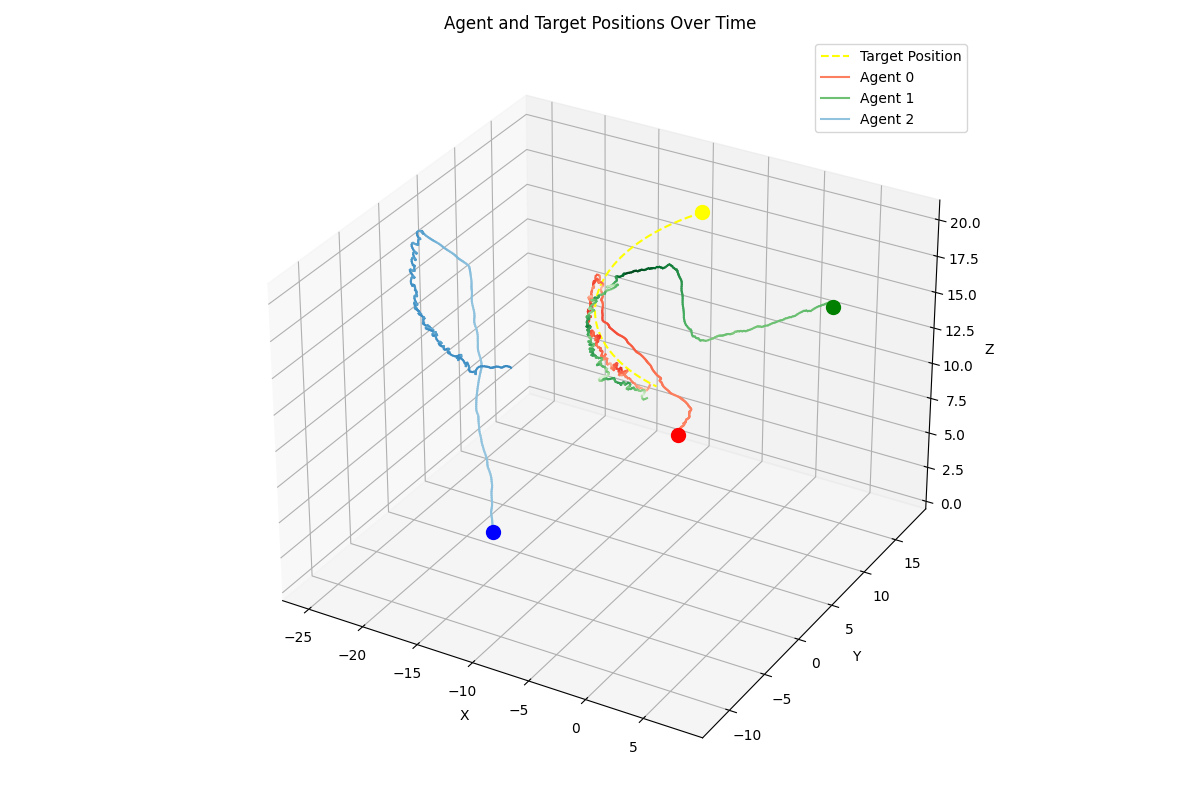 Agent and Target Positions Over Time
Target Position
Agent 0
Agent 1
Agent 2
20.0
17.5
15.0
12.5
10.0
7.5
5.0
2.5
0.0
Z
15
10
5
0
−5
−10
Y
−25
−20
−15
−10
−5
0
5
X